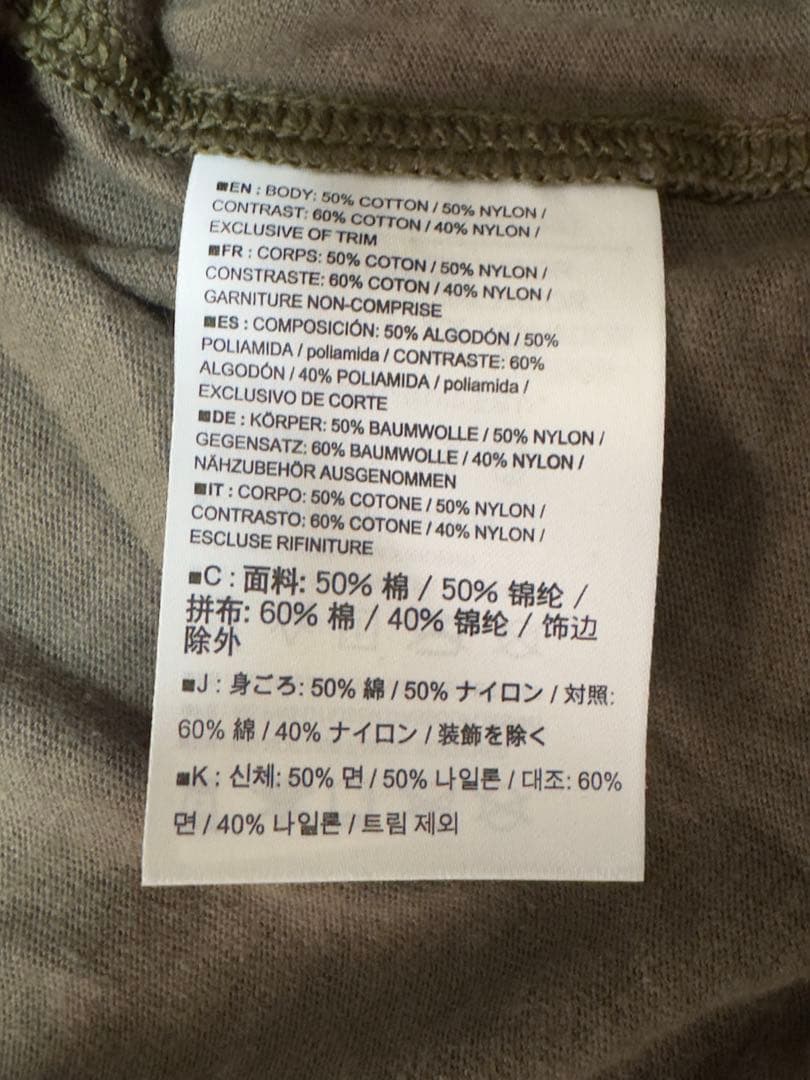 ■EN : BODY: 50% COTTON / 50% NYLON /
CONTRAST: 60% COTTON / 40% NYLON /
EXCLUSIVE OF TRIM
■FR : CORPS: 50% COTON / 50% NYLON /
CONSTRASTE: 60% COTON / 40% NYLON /
GARNITURE NON-COMPRISE
■ES : COMPOSICIÓN: 50% ALGODÓN / 50%
POLIAMIDA / poliamida / CONTRASTE: 60%
ALGODÓN / 40% POLIAMIDA / poliamida /
EXCLUSIVO DE CORTE
■DE : KÖRPER: 50% BAUMWOLLE / 50% NYLON /
GEGENSATZ: 60% BAUMWOLLE / 40% NYLON /
NÄHZUBEHÖR AUSGENOMMEN
■IT : CORPO: 50% COTONE / 50% NYLON /
CONTRASTO: 60% COTONE / 40% NYLON /
ESCLUSE RIFINITURE
■C : 面料: 50% 棉 / 50% 锦纶 /
拼布: 60% 棉 / 40% 锦纶 / 饰边
除外
■J : 身ごろ: 50% 綿 / 50% ナイロン / 対照:
60% 綿 / 40% ナイロン / 装飾を除く
■K : 신체: 50% 면 / 50% 나일론 / 대조: 60%
면 / 40% 나일론 / 트림 제외